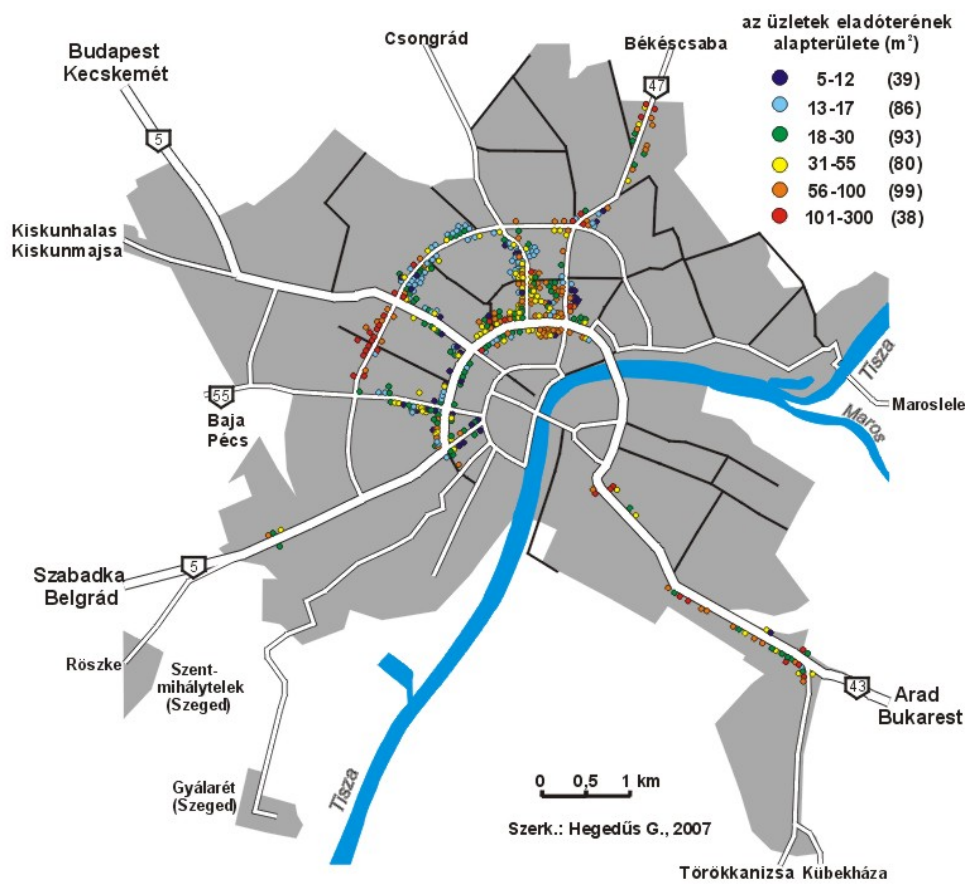 az üzletek eladóterének
alapterülete (m²)
5-12 (39)
13-17 (86)
18-30 (93)
31-55 (80)
56-100 (99)
101-300 (38)
Csongrád
Békéscsaba
47
Budapest
Kecskemét
5
Kiskunhalas
Kiskunmajsa
55
Baja
Pécs
Tisza
Maros
Maroslele
5
Szabadka
Belgrád
Röszke
Szent-
mihálytelek
(Szeged)
43
Arad
Bukarest
Gyálarét
(Szeged)
Tisza
0 0,5 1 km
Szerk.: Hegedűs G., 2007
Törökkanizsa Kübekháza